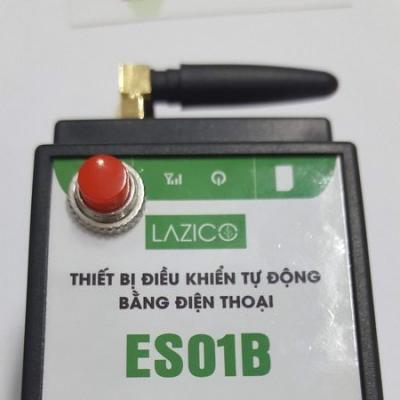 LAZICO
THIẾT BỊ ĐIỀU KHIỂN TỰ ĐỘNG
BẰNG ĐIỆN THOẠI
ES01B